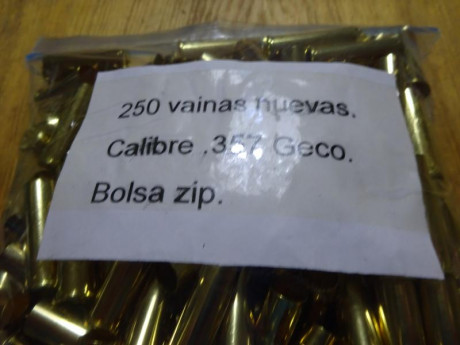 250 vainas nuevas.
Calibre .357 Geco.
Bolsa zip.